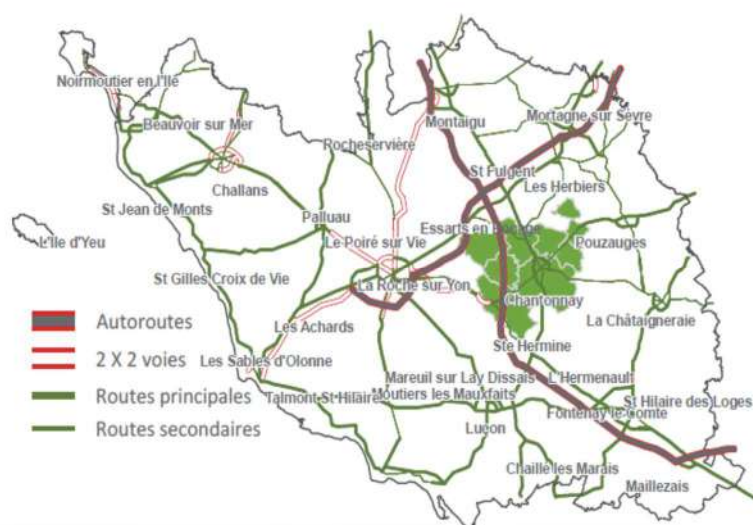 Noirmoutier en l'Ilé
Beauvoir sur Mer
Rocheservière
Montaigu
Mortagne sur Sèvre
St Fulgent
Les Herbiers
Challans
St Jean de Monts
Palluau
Essarts en Bocage
Pouzauges
L'Ile d'Yeu
Le Poiré sur Vie
St Gilles Croix de Vie
La Roche sur Yon
Chantonnay
Autoroutes
La Châtaigneraie
Les Achards
Ste Hermine
2 X 2 voies
Les Sables d'Olonne
Mareuil sur Lay Dissais
L'Hermenault
Routes principales
Talmont St Hilaire
Moutiers les Mauxfaits
St Hilaire des Loges
Fontenay-le-Comte
Routes secondaires
Luçon
Chaillé les Marais
Maillezais